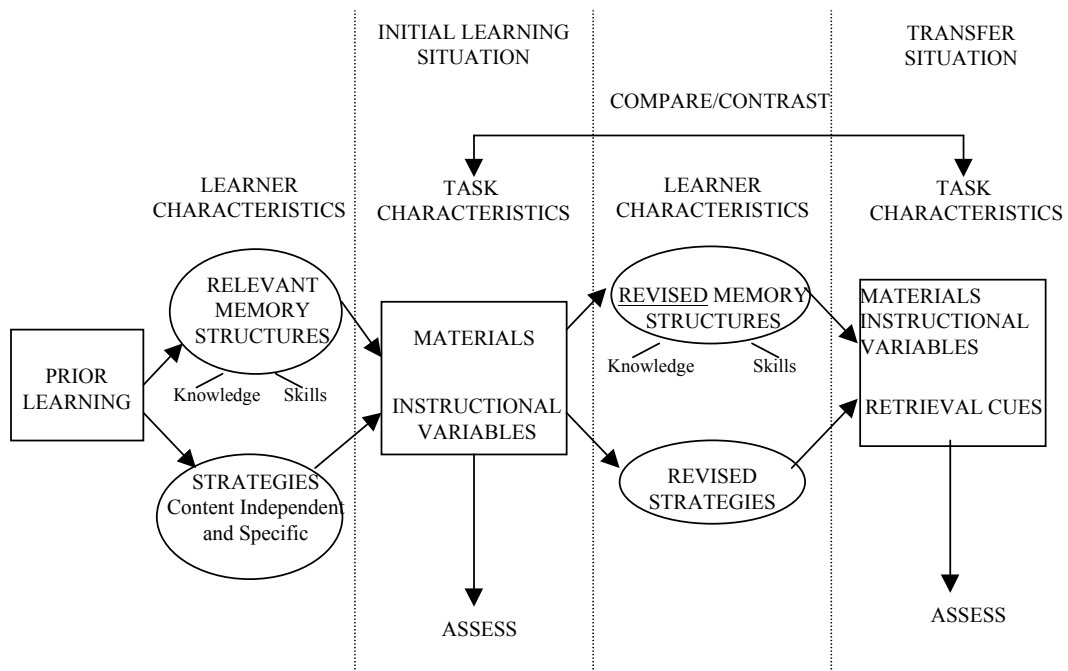 INITIAL LEARNING
SITUATION
TRANSFER
SITUATION
COMPARE/CONTRAST
LEARNER
CHARACTERISTICS
TASK
CHARACTERISTICS
LEARNER
CHARACTERISTICS
TASK
CHARACTERISTICS
PRIOR
LEARNING
RELEVANT
MEMORY
STRUCTURES
Knowledge
Skills
STRATEGIES
Content Independent
and Specific
MATERIALS
INSTRUCTIONAL
VARIABLES
ASSESS
REVISED MEMORY
STRUCTURES
Knowledge
Skills
REVISED
STRATEGIES
MATERIALS
INSTRUCTIONAL
VARIABLES
RETRIEVAL CUES
ASSESS